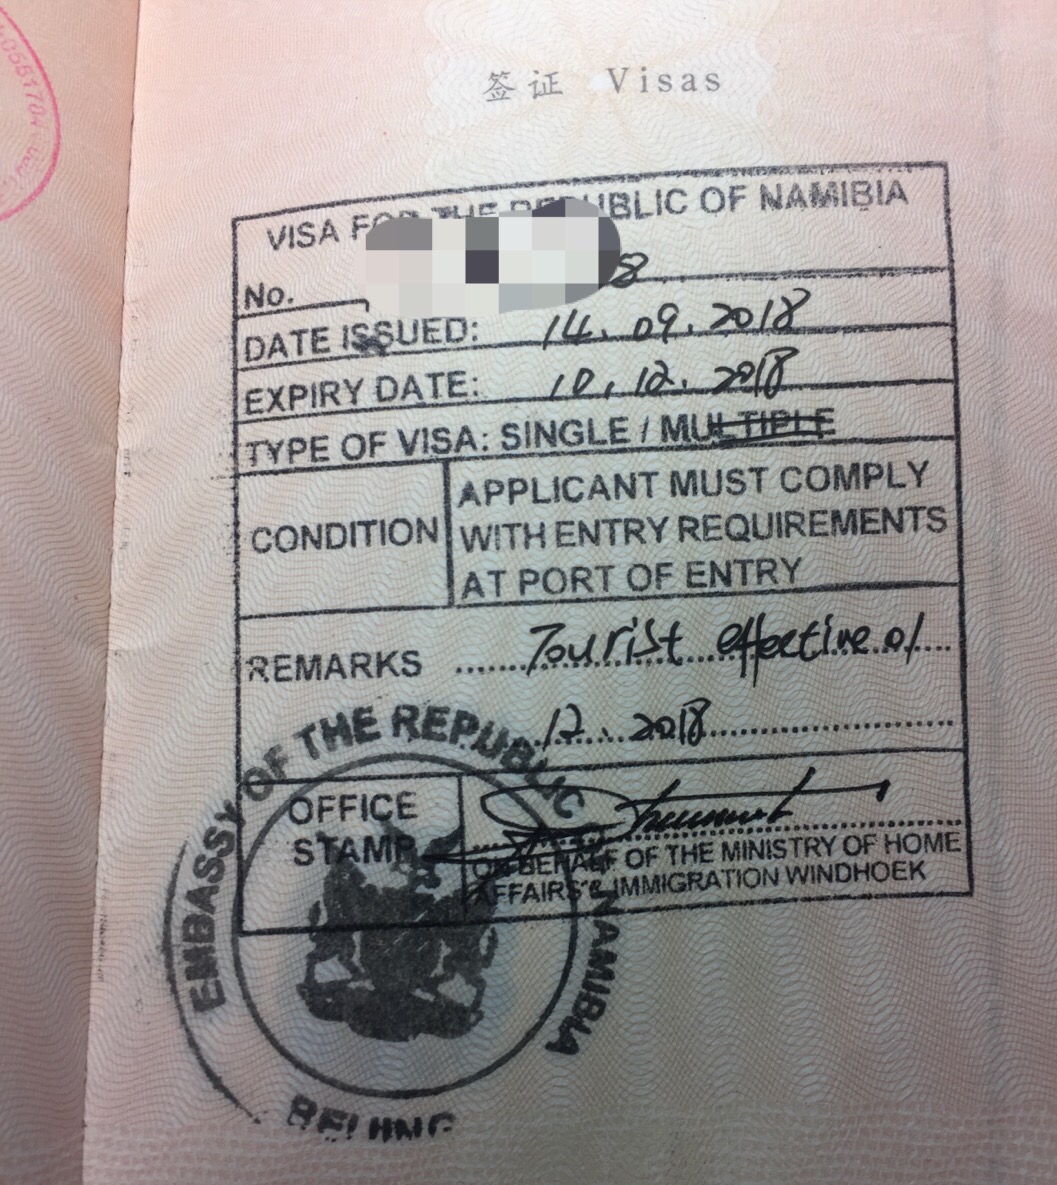 签证 Visas
VISA FOR THE REPUBLIC OF NAMIBIA
No. 8
DATE ISSUED: 14.09.2018
EXPIRY DATE: 10.12.2018
TYPE OF VISA: SINGLE / MULTIPLE
CONDITION
APPLICANT MUST COMPLY
WITH ENTRY REQUIREMENTS
AT PORT OF ENTRY
REMARKS Tourist effective 01
12.2018
OFFICE
STAMP
ON BEHALF OF THE MINISTRY OF HOME
AFFAIRS & IMMIGRATION WINDHOEK
EMBASSY OF THE REPUBLIC NAMIBIA
BEIJING